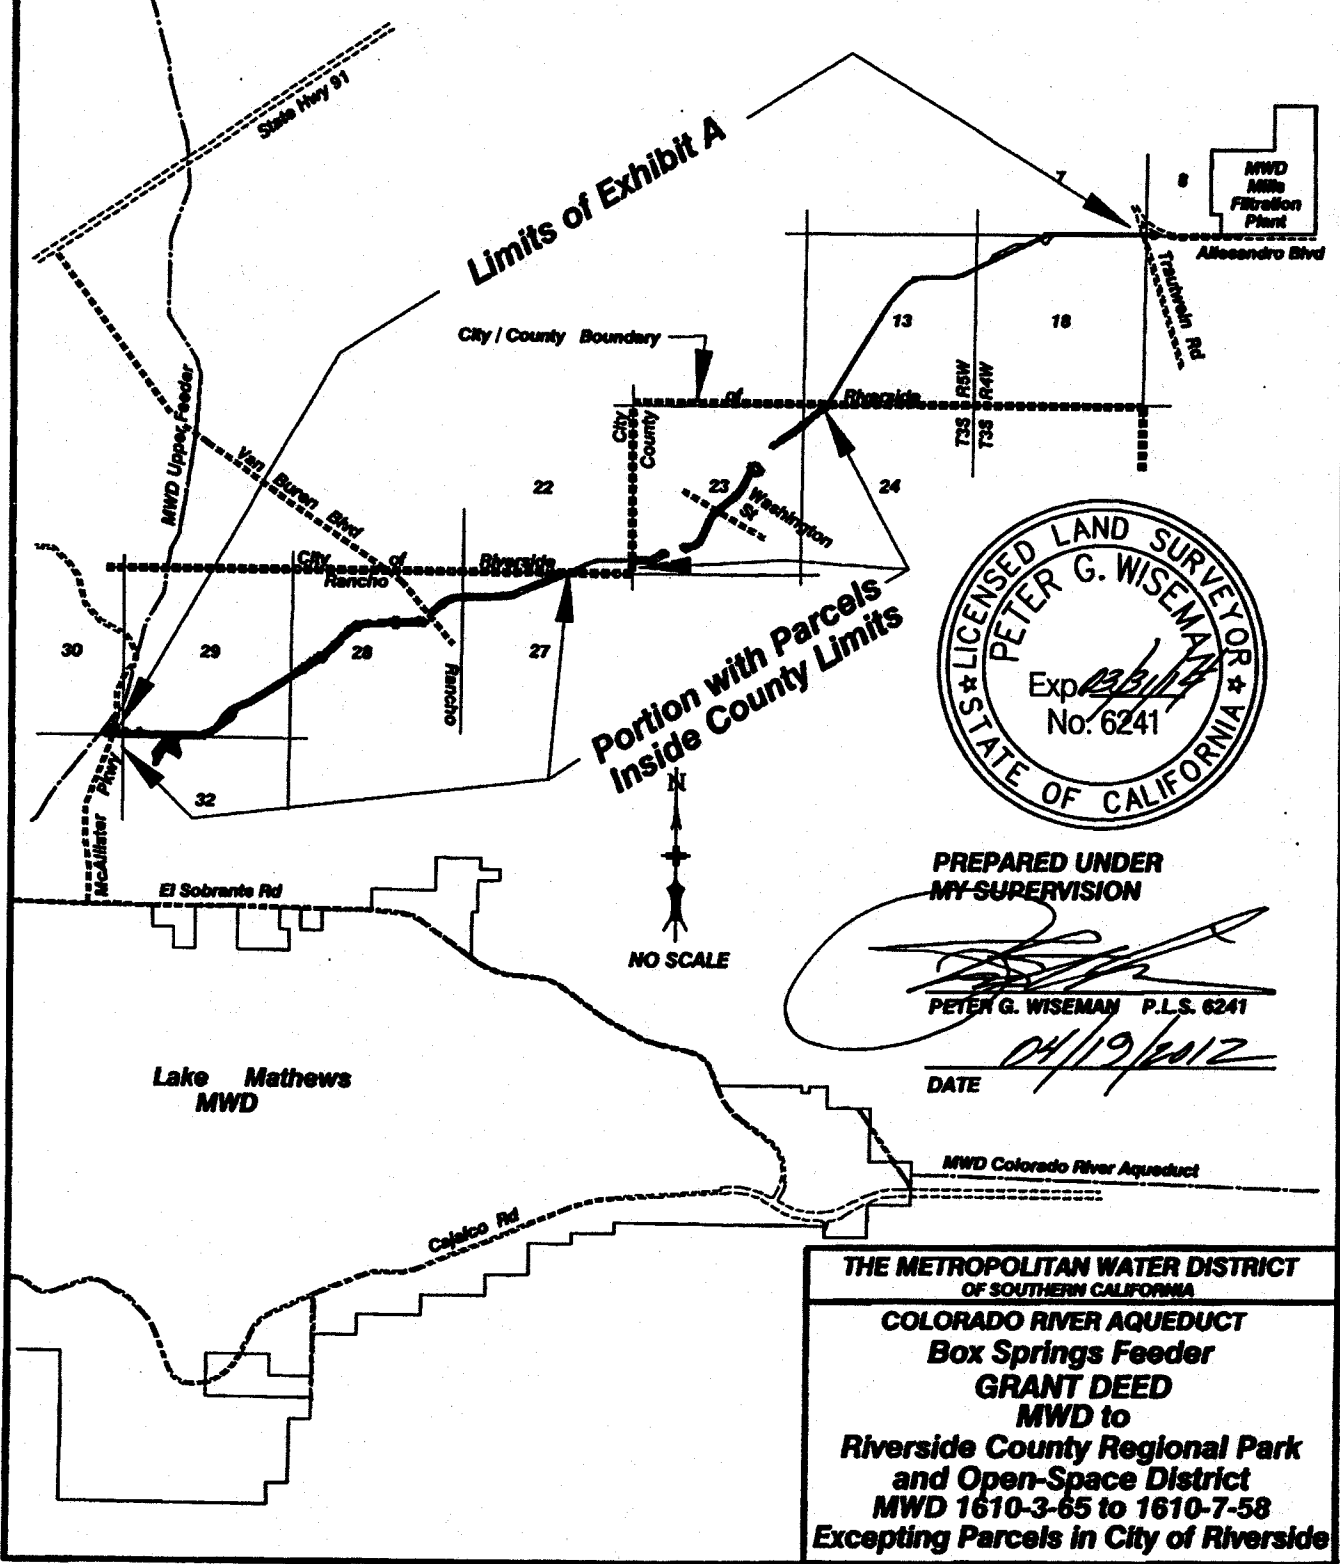 State Hwy 91
Limits of Exhibit A
7
8
MWD
Mills
Filtration
Plant
Allesandro Blvd
Trautwein Rd
13
18
City / County Boundary
MWD Upper Feeder
of
Riverside
R5W
R4W
T3S
T3S
City
County
Van Buren Blvd
22
23
24
Washington
St
City of Riverside
Rancho
30
29
28
27
Rancho
Portion with Parcels
Inside County Limits
32
McAllister Pkwy
El Sobrante Rd
N
NO SCALE
LICENSED LAND SURVEYOR
PETER G. WISEMAN
Exp. 03/31/14
No. 6241
STATE OF CALIFORNIA
PREPARED UNDER
MY SUPERVISION
PETER G. WISEMAN P.L.S. 6241
04/19/2012
DATE
Lake Mathews
MWD
MWD Colorado River Aqueduct
Cajalco Rd
THE METROPOLITAN WATER DISTRICT
OF SOUTHERN CALIFORNIA
COLORADO RIVER AQUEDUCT
Box Springs Feeder
GRANT DEED
MWD to
Riverside County Regional Park
and Open-Space District
MWD 1610-3-65 to 1610-7-58
Excepting Parcels in City of Riverside